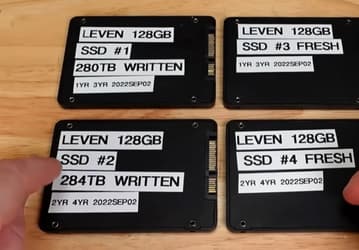 LEVEN 128GB
SSD #1
280TB WRITTEN
1YR 3YR 2022SEP02
LEVEN 128GB
SSD #3 FRESH
1YR 3YR 2022SEP02
LEVEN 128GB
SSD #2
284TB WRITTEN
2YR 4YR 2022SEP02
LEVEN 128GB
SSD #4 FRESH
2YR 4YR 2022SEP02